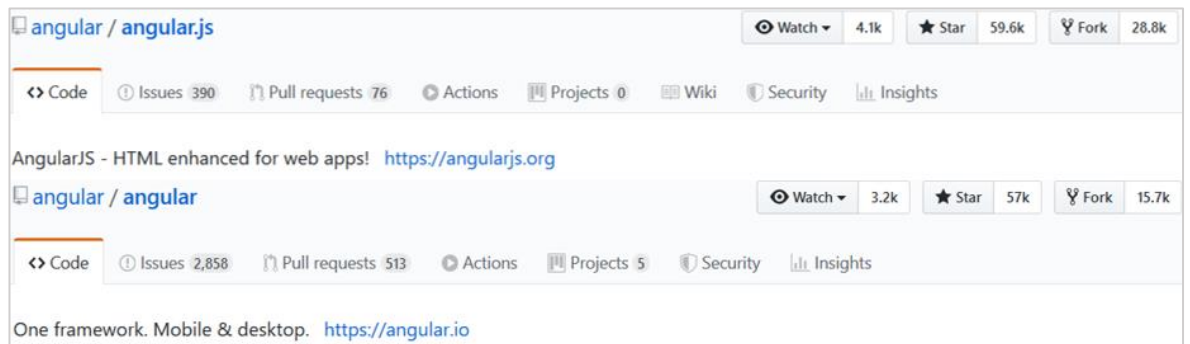 angular / angular.js Watch 4.1k Star 59.6k Fork 28.8k
Code Issues 390 Pull requests 76 Actions Projects 0 Wiki Security Insights
AngularJS - HTML enhanced for web apps! https://angularjs.org
angular / angular Watch 3.2k Star 57k Fork 15.7k
Code Issues 2,858 Pull requests 513 Actions Projects 5 Security Insights
One framework. Mobile & desktop. https://angular.io